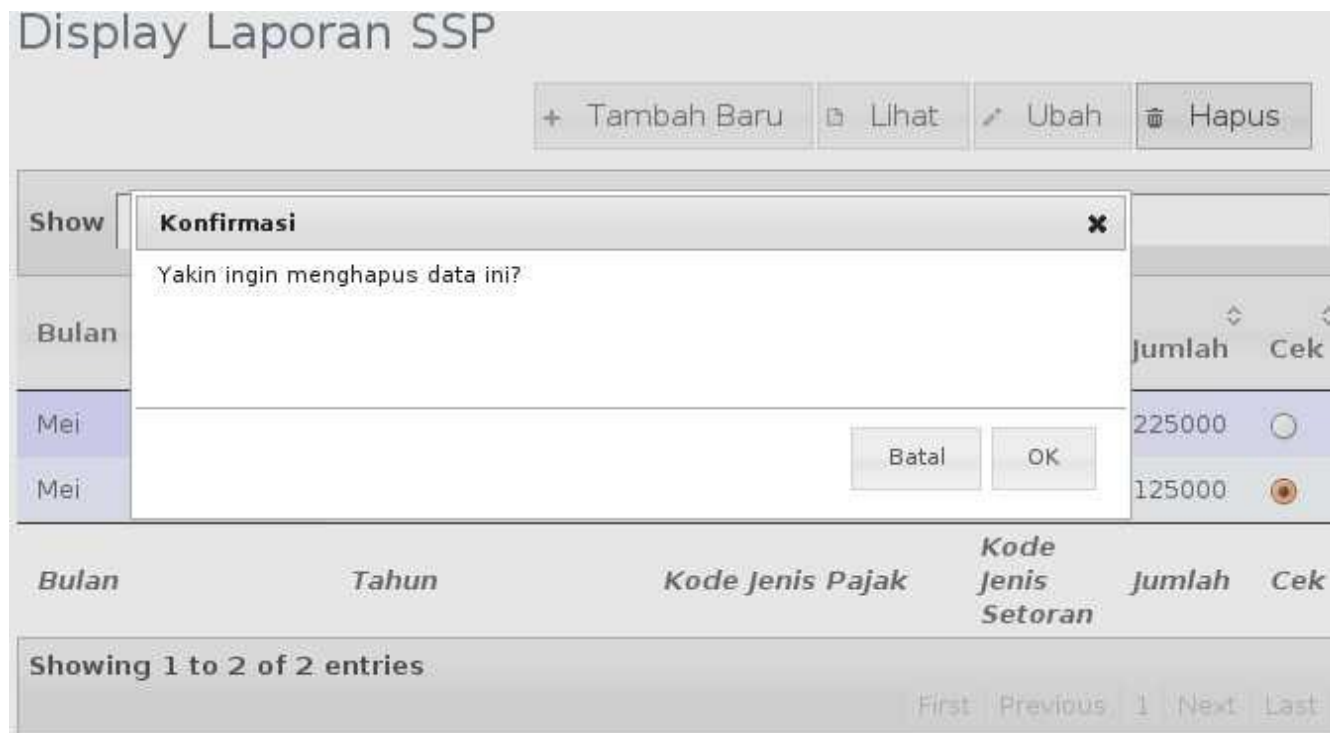 Display Laporan SSP
Tambah Baru Lihat Ubah Hapus
Show
Konfirmasi
Yakin ingin menghapus data ini?
Bulan Jumlah Cek
Mei 225000
Batal OK
Mei 125000
Bulan Tahun Kode Jenis Pajak Kode Jenis Setoran Jumlah Cek
Showing 1 to 2 of 2 entries
First Previous 1 Next Last